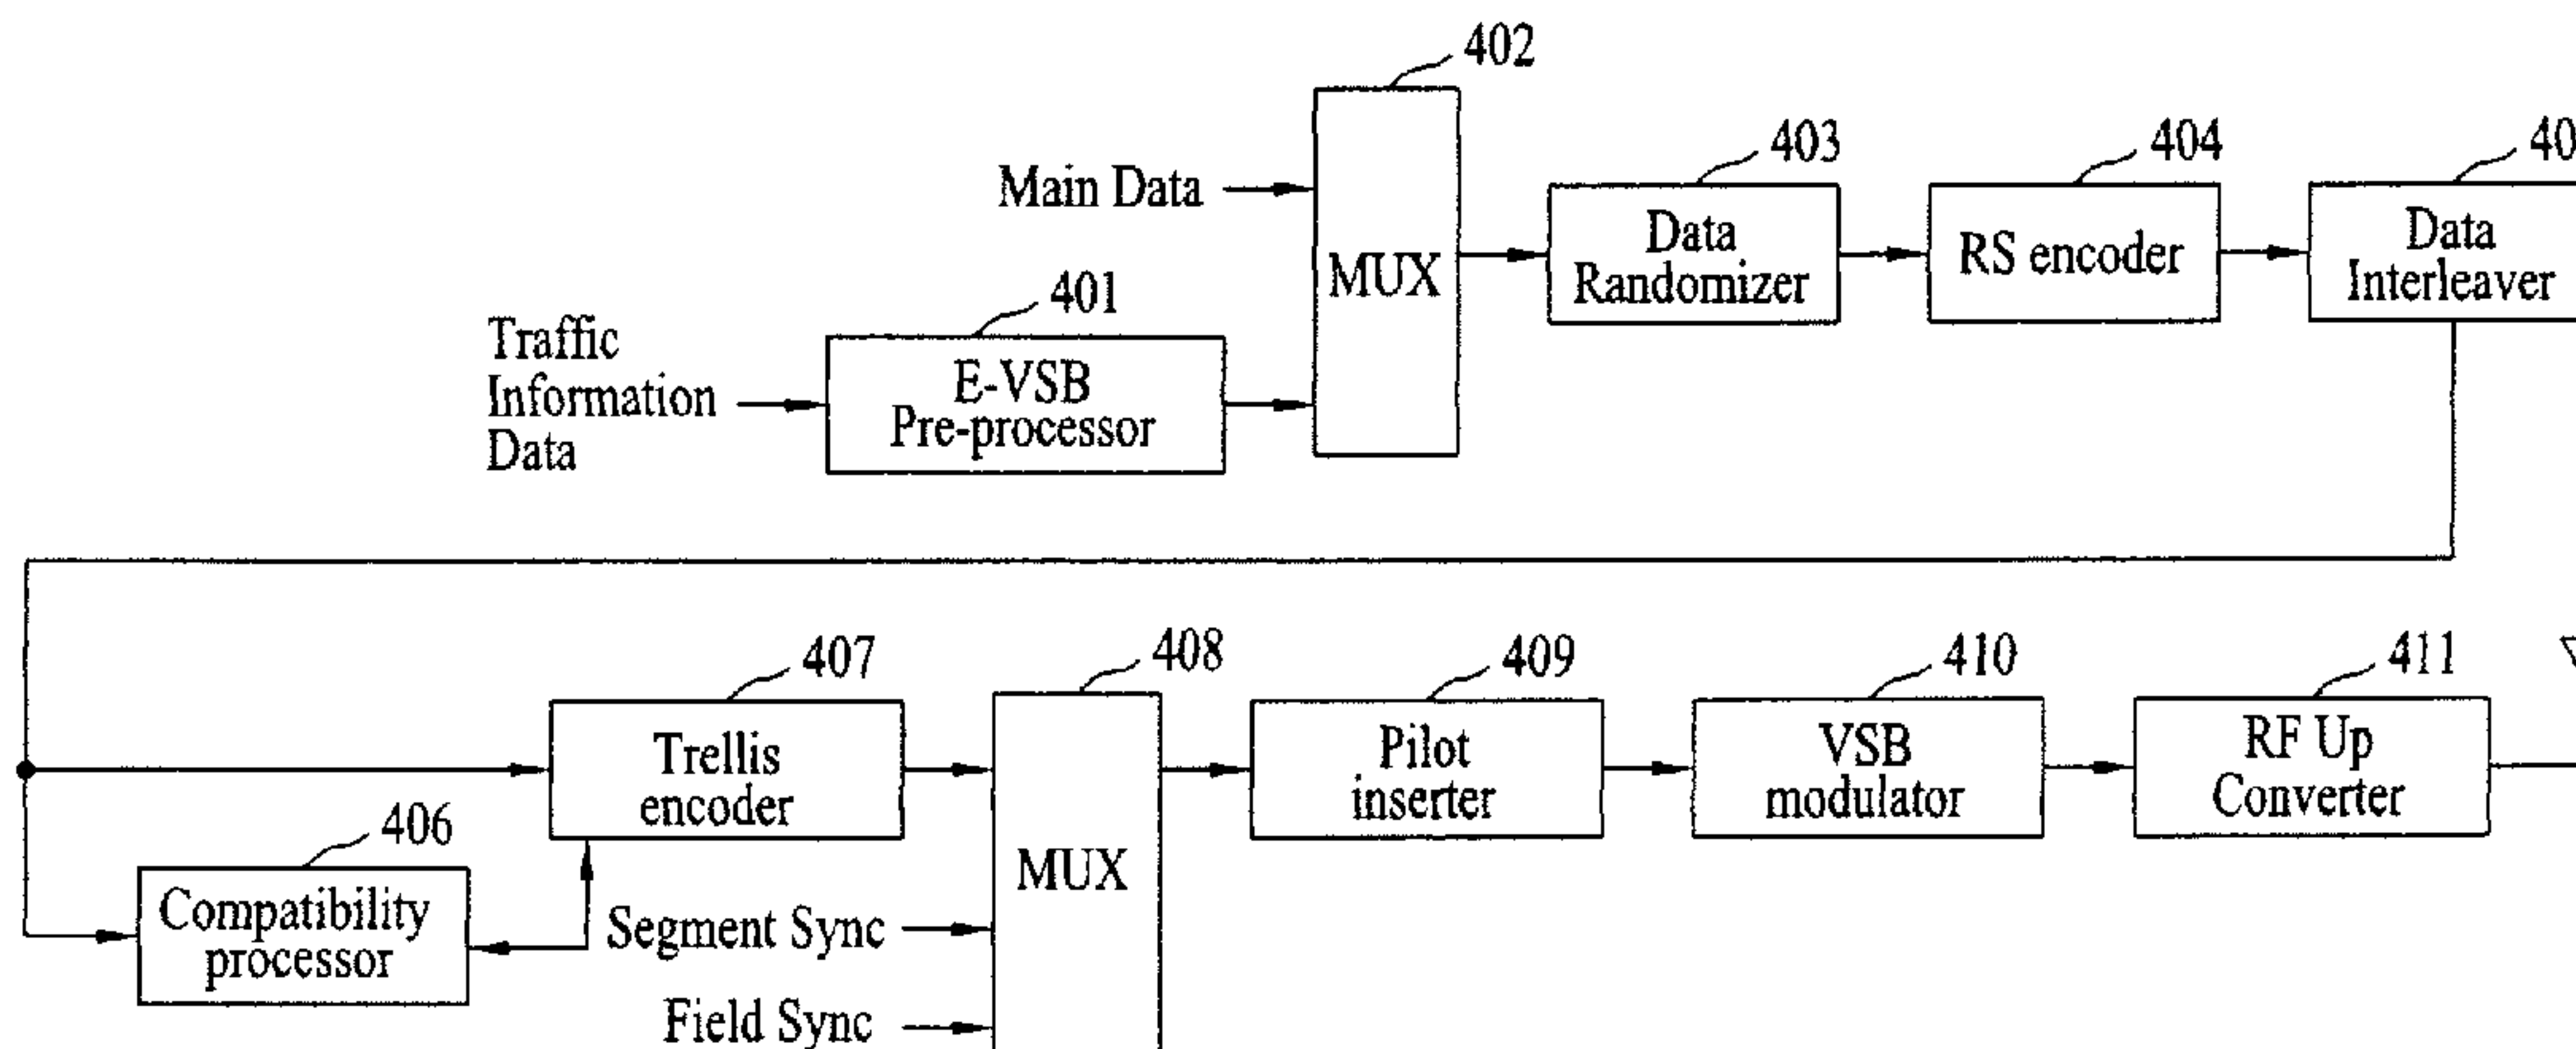 402
403
404
40
Main Data
MUX
Data
Randomizer
RS encoder
Data
Interleaver
401
Traffic
Information
Data
E-VSB
Pre-processor
407
408
409
410
411
Trellis
encoder
MUX
Pilot
inserter
VSB
modulator
RF Up
Converter
406
Compatibility
processor
Segment Sync
Field Sync